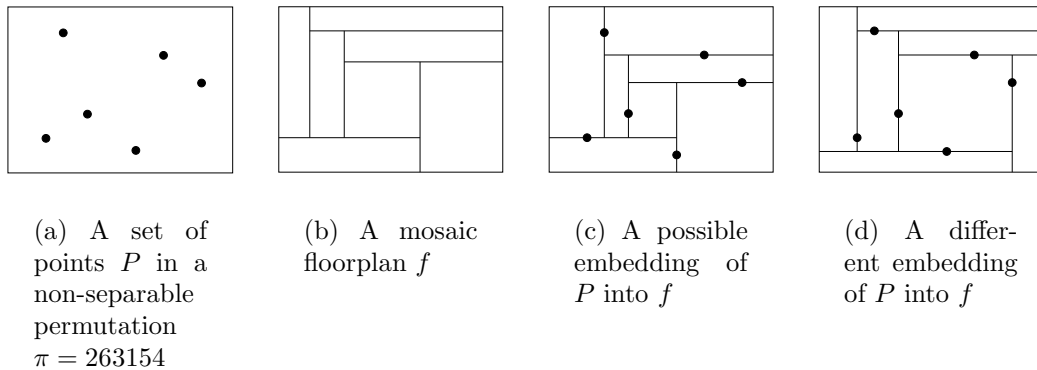 (a) A set of
points P in a
non-separable
permutation
π = 263154
(b) A mosaic
floorplan f
(c) A possible
embedding of
P into f
(d) A differ-
ent embedding
of P into f